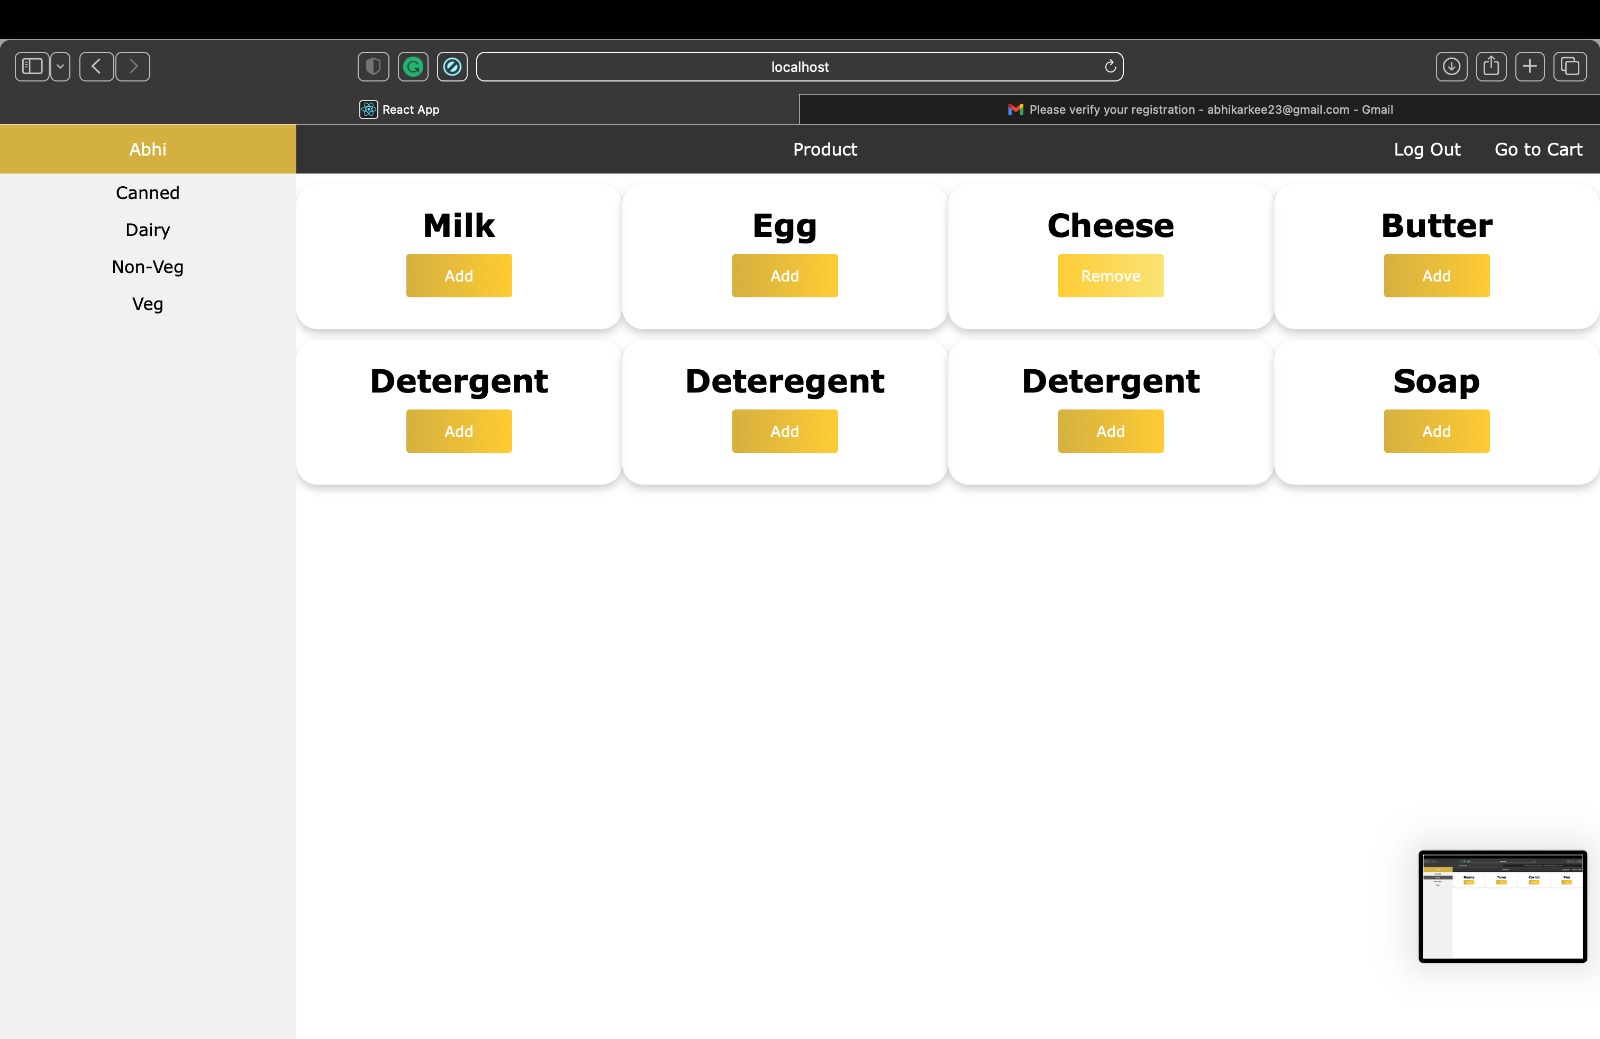 localhost
React App
Please verify your registration - abhikarkee23@gmail.com - Gmail
Abhi
Product
Log Out
Go to Cart
Canned
Dairy
Non-Veg
Veg
Milk
Egg
Cheese
Butter
Add
Add
Remove
Add
Detergent
Deteregent
Detergent
Soap
Add
Add
Add
Add